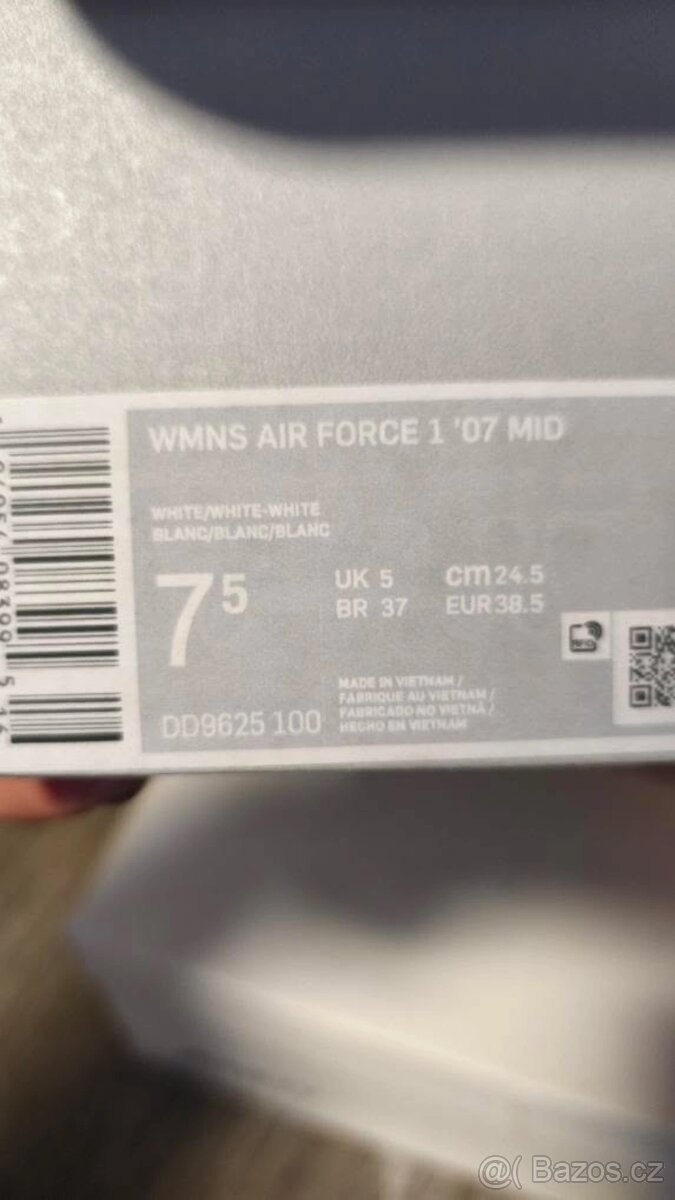 WMNS AIR FORCE 1 '07 MID
WHITE/WHITE-WHITE
BLANC/BLANC/BLANC
7⁵
UK 5 cm 24.5
BR 37 EUR 38.5
MADE IN VIETNAM /
FABRIQUE AU VIETNAM /
FABRICADO NO VIETNÃ /
HECHO EN VIETNAM
DD9625 100
@( Bazos.cz